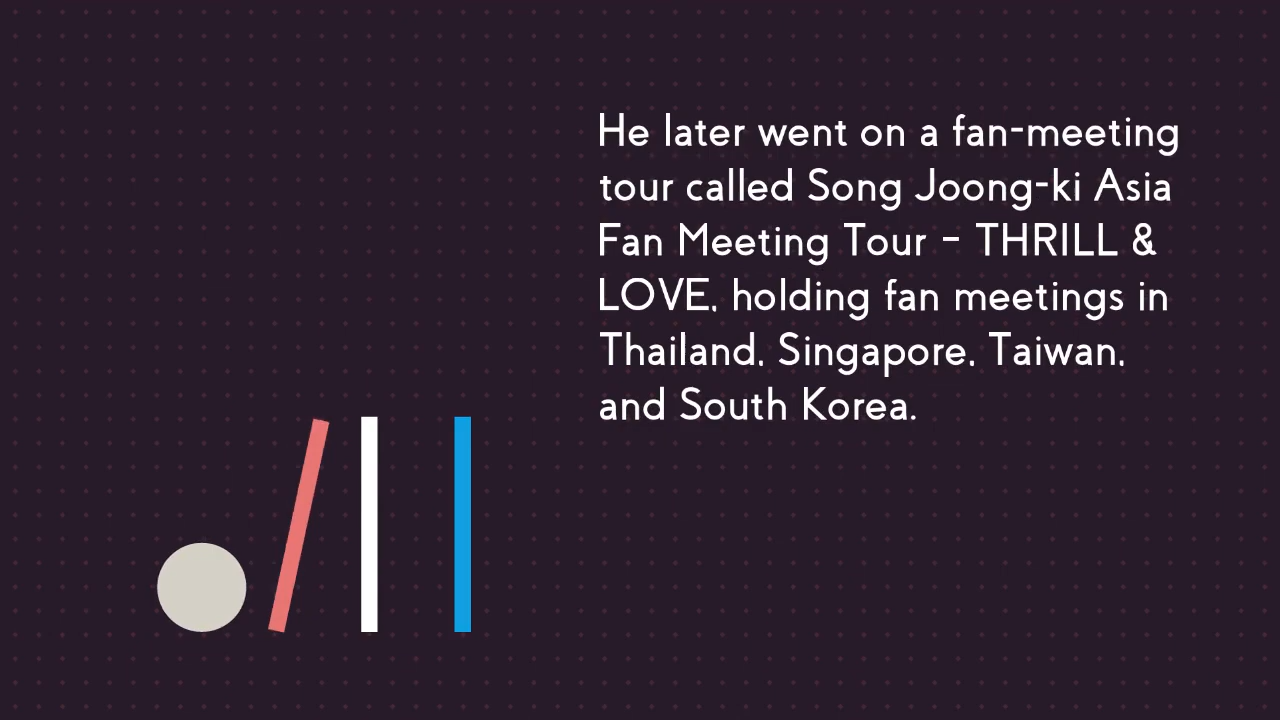 He later went on a fan-meeting
tour called Song Joong-ki Asia
Fan Meeting Tour - THRILL &
LOVE, holding fan meetings in
Thailand, Singapore, Taiwan,
and South Korea.